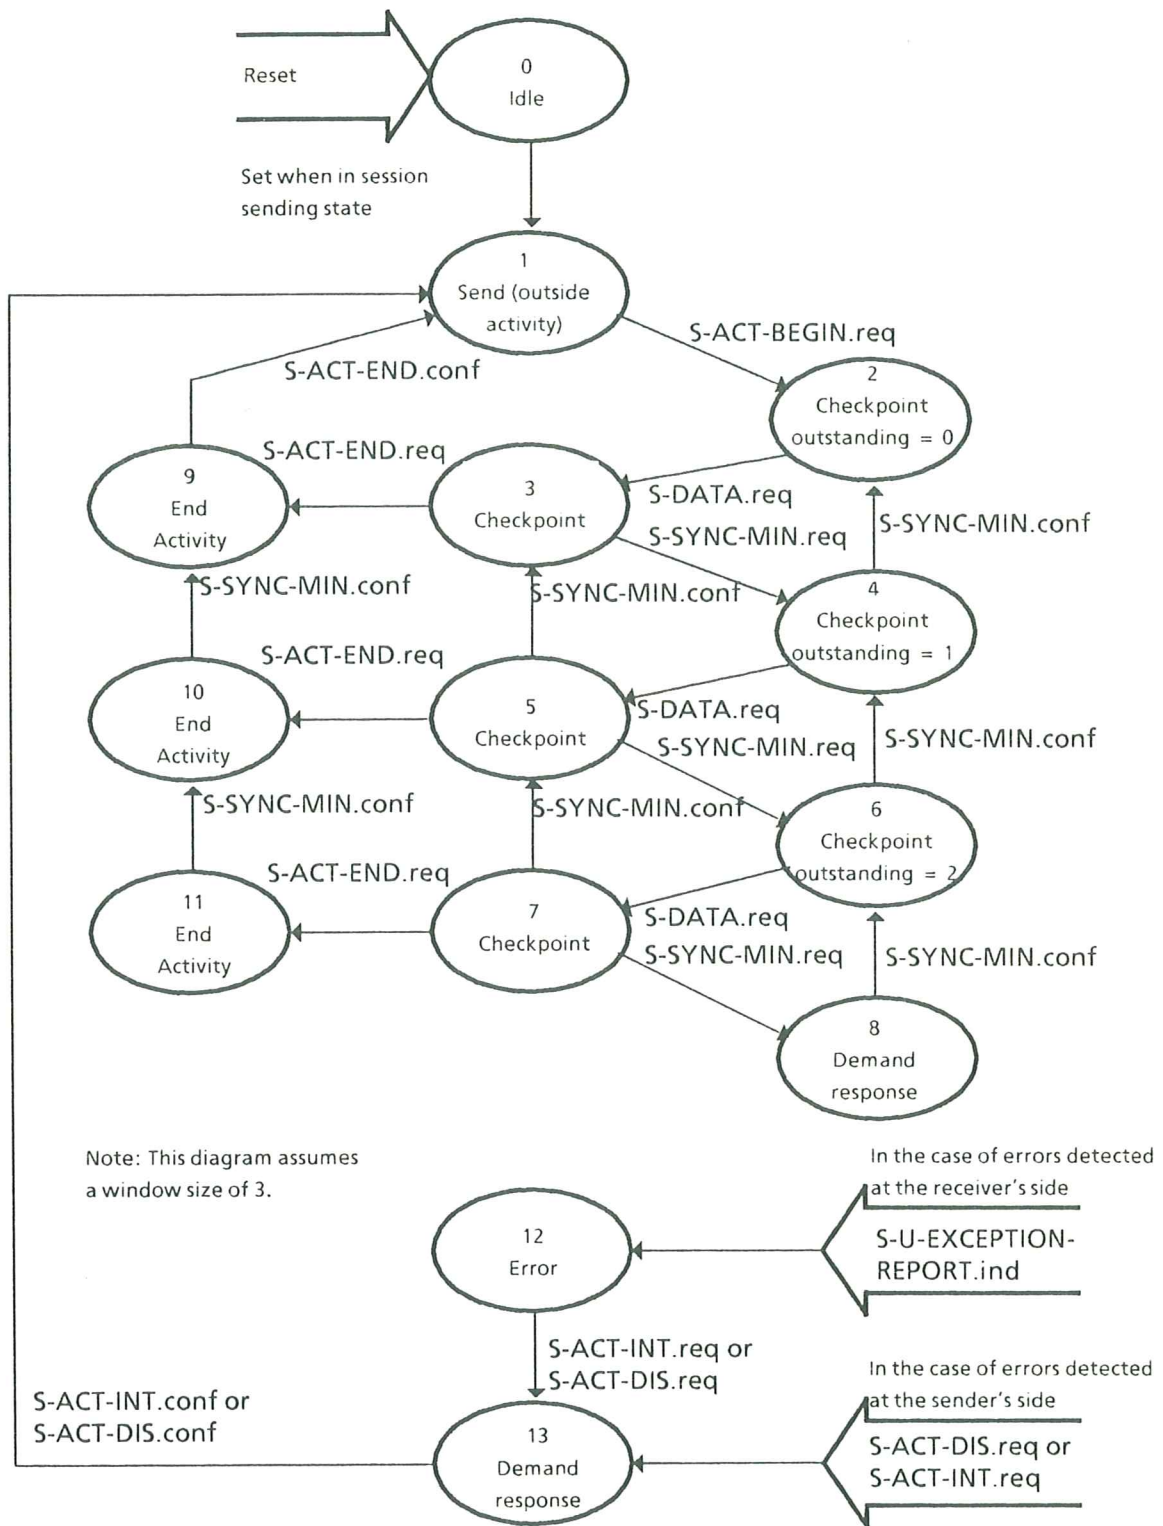 Reset
0
Idle
Set when in session
sending state
1
Send (outside
activity)
S-ACT-BEGIN.req
S-ACT-END.conf
2
Checkpoint
outstanding = 0
S-ACT-END.req
9
End
Activity
3
Checkpoint
S-DATA.req
S-SYNC-MIN.req
S-SYNC-MIN.conf
S-SYNC-MIN.conf
S-SYNC-MIN.conf
4
Checkpoint
outstanding = 1
S-ACT-END.req
10
End
Activity
5
Checkpoint
S-DATA.req
S-SYNC-MIN.req
S-SYNC-MIN.conf
S-SYNC-MIN.conf
S-SYNC-MIN.conf
6
Checkpoint
outstanding = 2
S-ACT-END.req
11
End
Activity
7
Checkpoint
S-DATA.req
S-SYNC-MIN.req
S-SYNC-MIN.conf
8
Demand
response
Note: This diagram assumes
a window size of 3.
In the case of errors detected
at the receiver's side
S-U-EXCEPTION-
REPORT.ind
12
Error
S-ACT-INT.req or
S-ACT-DIS.req
In the case of errors detected
at the sender's side
S-ACT-DIS.req or
S-ACT-INT.req
S-ACT-INT.conf or
S-ACT-DIS.conf
13
Demand
response